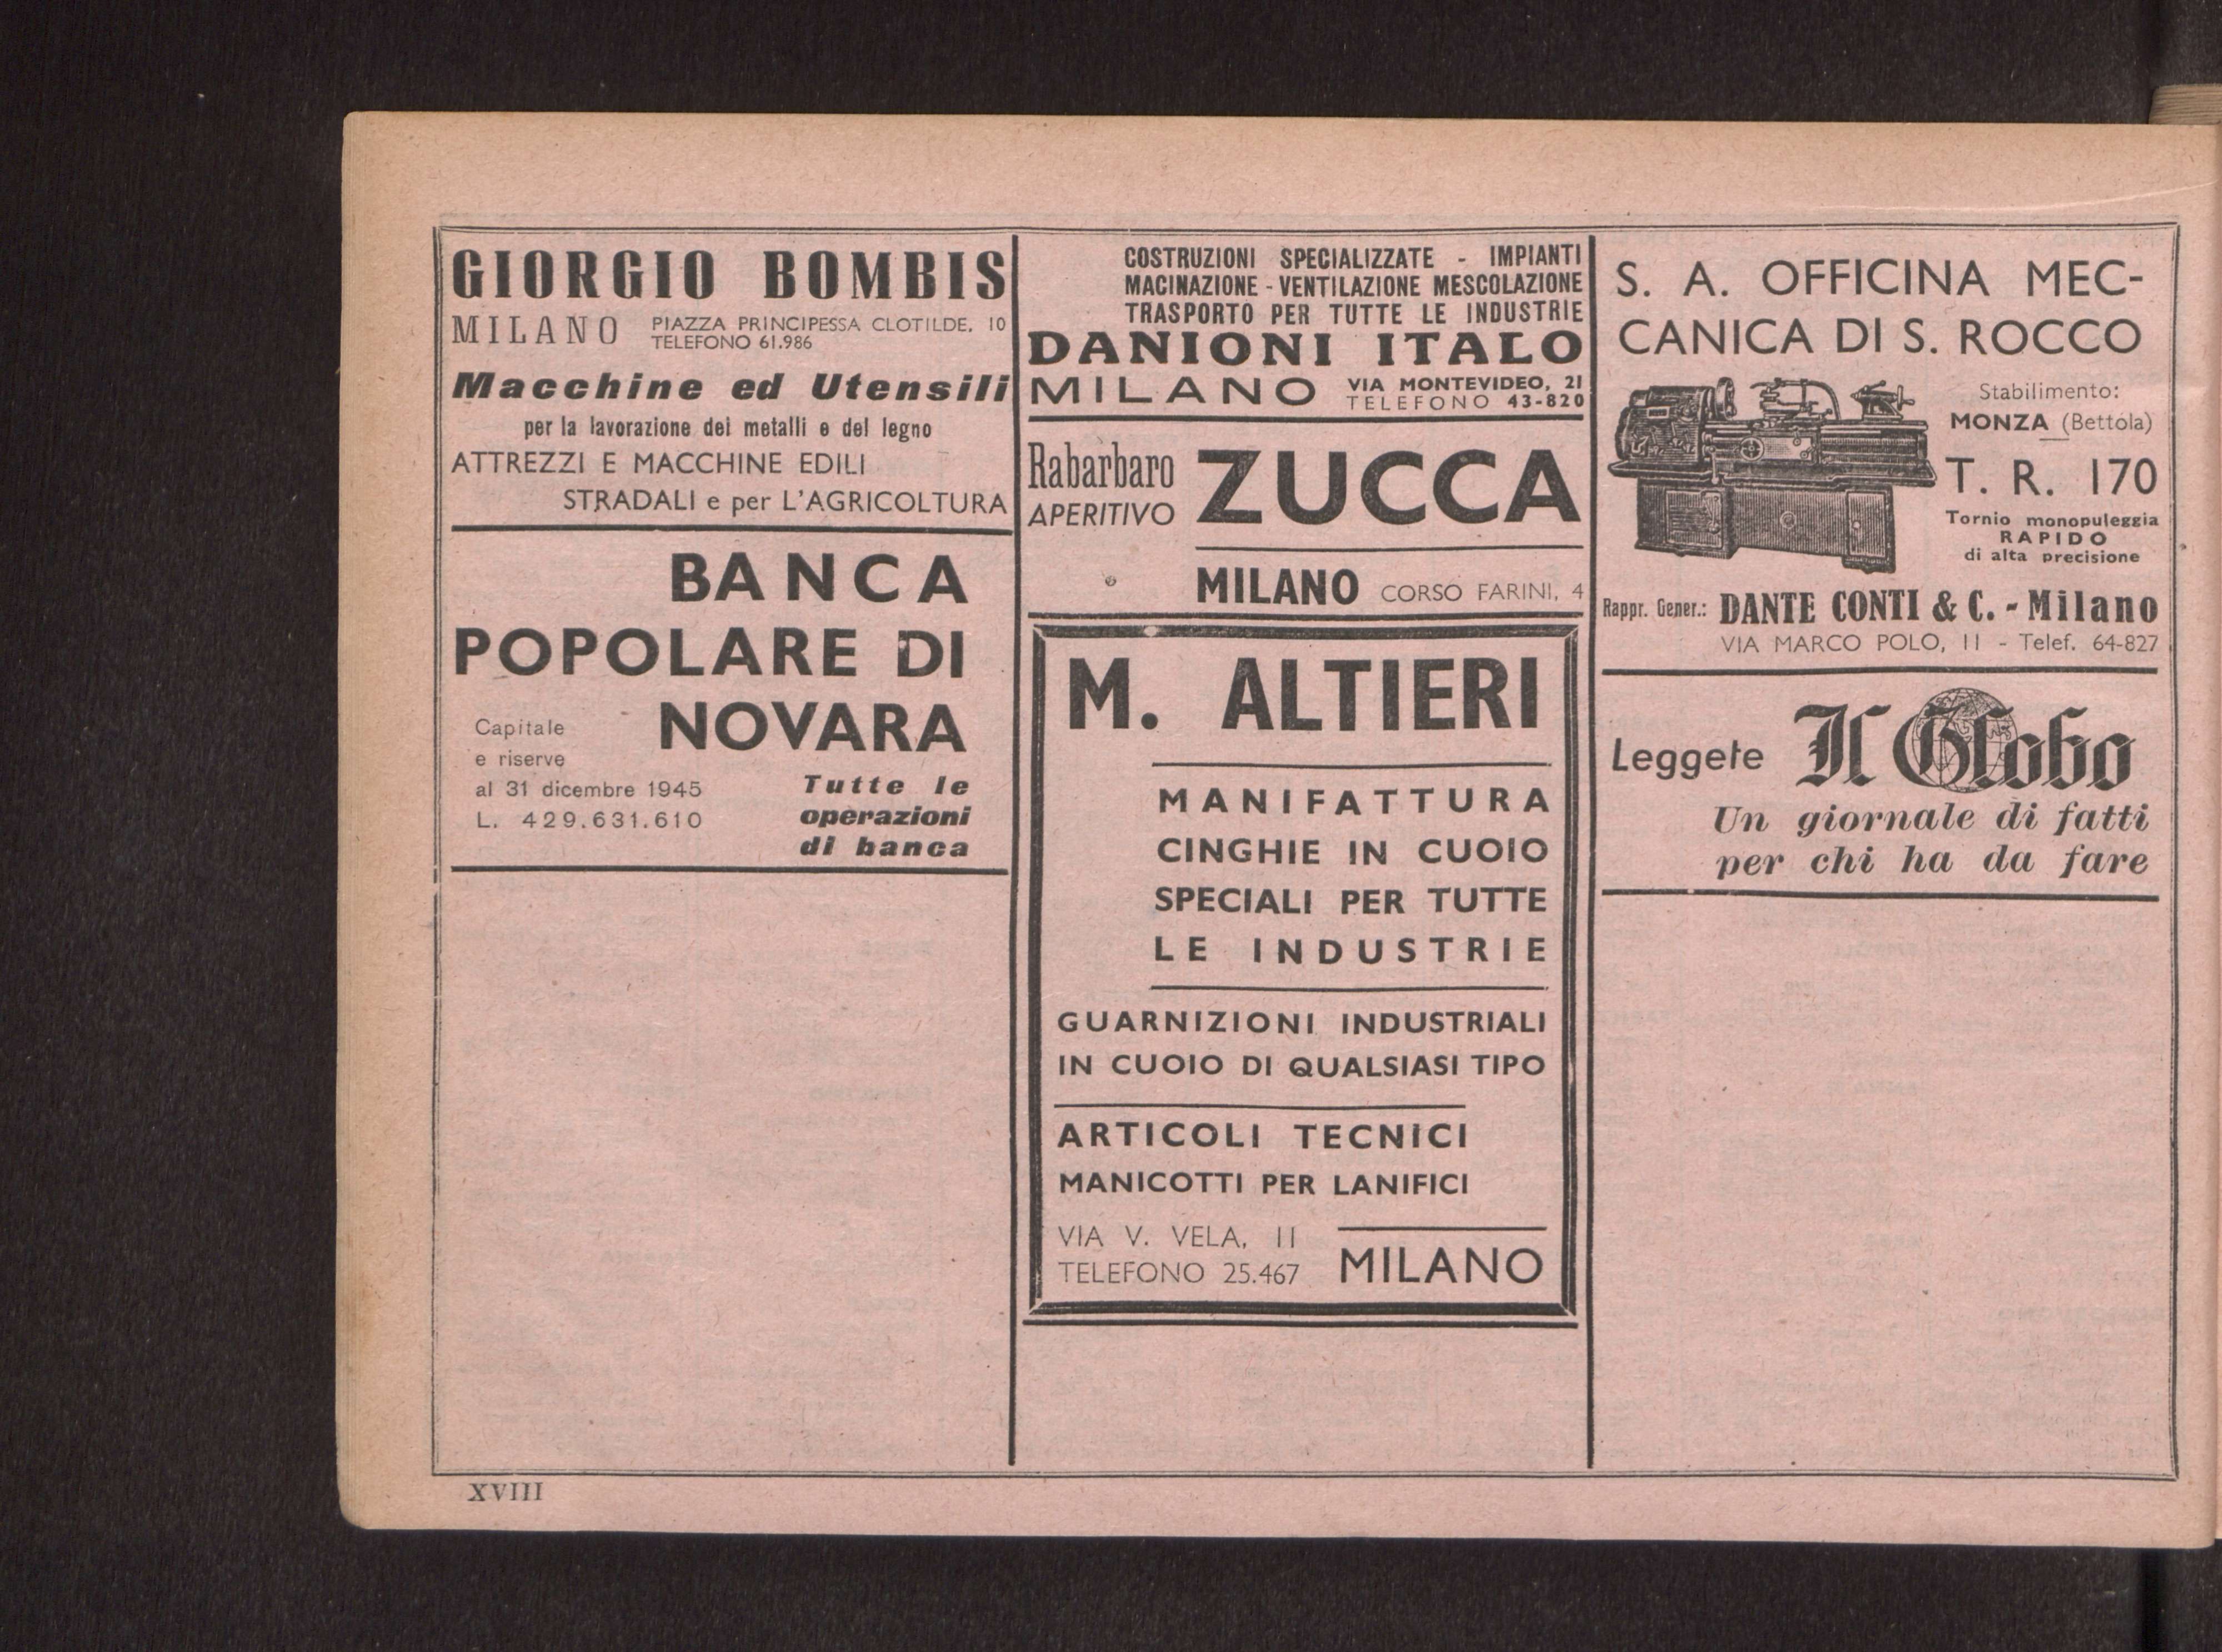 GIORGIO BOMBIS
MILANO PIAZZA PRINCIPESSA CLOTILDE, 10
TELEFONO 61.986
Macchine ed Utensili
per la lavorazione dei metalli e del legno
ATTREZZI E MACCHINE EDILI
STRADALI e per L'AGRICOLTURA
BANCA
POPOLARE DI
NOVARA
Capitale
e riserve
al 31 dicembre 1945
L. 429.631.610
Tutte le
operazioni
di banca
COSTRUZIONI SPECIALIZZATE - IMPIANTI
MACINAZIONE - VENTILAZIONE MESCOLAZIONE
TRASPORTO PER TUTTE LE INDUSTRIE
DANIONI ITALO
MILANO VIA MONTEVIDEO, 21
TELEFONO 43-820
Rabarbaro
APERITIVO
ZUCCA
MILANO CORSO FARINI, 4
M. ALTIERI
MANIFATTURA
CINGHIE IN CUOIO
SPECIALI PER TUTTE
LE INDUSTRIE
GUARNIZIONI INDUSTRIALI
IN CUOIO DI QUALSIASI TIPO
ARTICOLI TECNICI
MANICOTTI PER LANIFICI
VIA V. VELA, 11
TELEFONO 25.467
MILANO
S. A. OFFICINA MEC-
CANICA DI S. ROCCO
Stabilimento:
MONZA (Bettola)
T. R. 170
Tornio monopuleggia
RAPIDO
di alta precisione
Rappr. Gener.: DANTE CONTI & C. - Milano
VIA MARCO POLO, 11 - Telef. 64-827
Leggete Il Globo
Un giornale di fatti
per chi ha da fare
XVIII